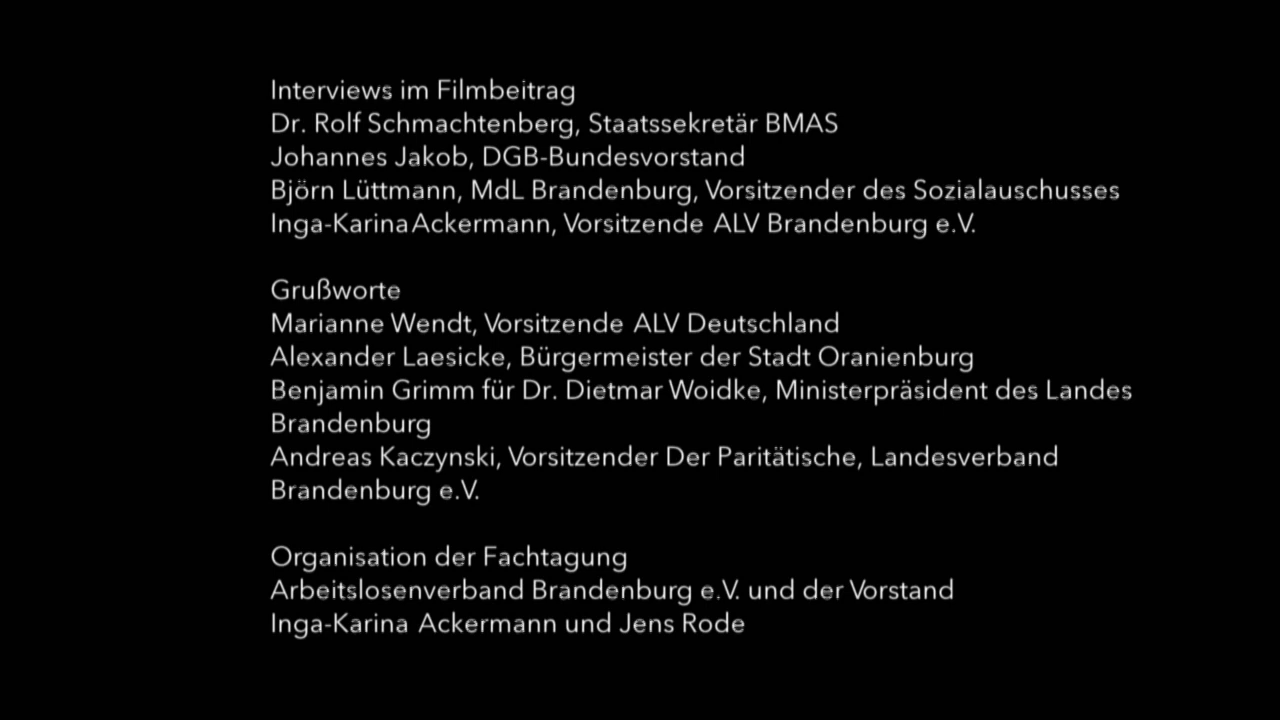 Interviews im Filmbeitrag
Dr. Rolf Schmachtenberg, Staatssekretär BMAS
Johannes Jakob, DGB-Bundesvorstand
Björn Lüttmann, MdL Brandenburg, Vorsitzender des Sozialauschusses
Inga-Karina Ackermann, Vorsitzende ALV Brandenburg e.V.
Grußworte
Marianne Wendt, Vorsitzende ALV Deutschland
Alexander Laesicke, Bürgermeister der Stadt Oranienburg
Benjamin Grimm für Dr. Dietmar Woidke, Ministerpräsident des Landes
Brandenburg
Andreas Kaczynski, Vorsitzender Der Paritätische, Landesverband
Brandenburg e.V.
Organisation der Fachtagung
Arbeitslosenverband Brandenburg e.V. und der Vorstand
Inga-Karina Ackermann und Jens Rode